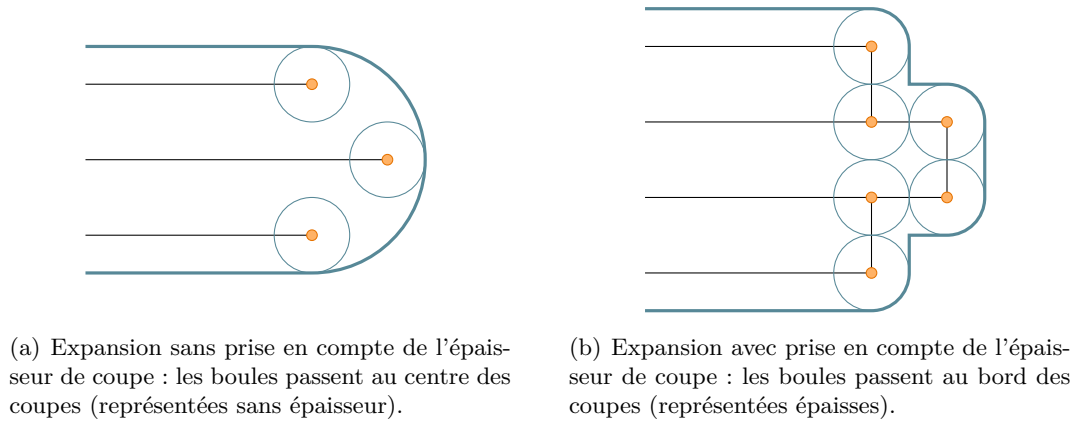 (a) Expansion sans prise en compte de l'épais-
seur de coupe : les boules passent au centre des
coupes (représentées sans épaisseur).
(b) Expansion avec prise en compte de l'épais-
seur de coupe : les boules passent au bord des
coupes (représentées épaisses).